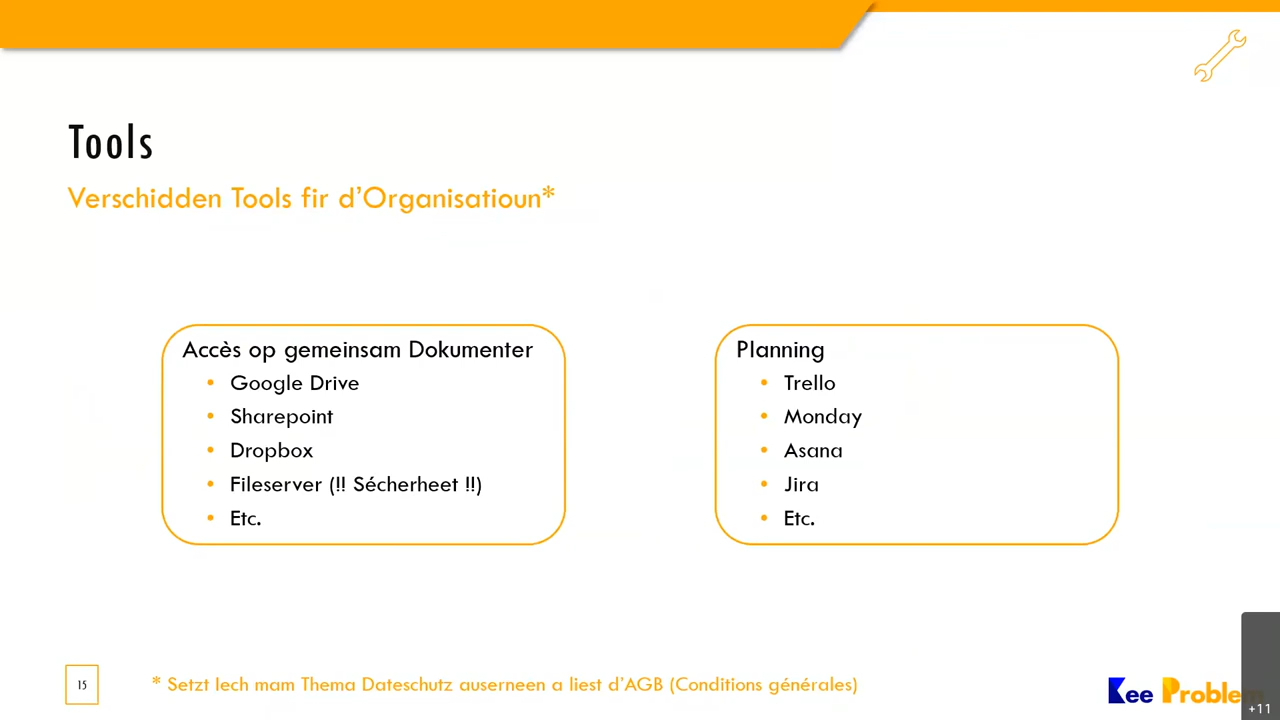 Tools
Verschidden Tools fir d’Organisatioun*
Accès op gemeinsam Dokumenter
• Google Drive
• Sharepoint
• Dropbox
• Fileserver (!! Sécherheet !!)
• Etc.
Planning
• Trello
• Monday
• Asana
• Jira
• Etc.
15
* Setzt Iech mam Thema Dateschutz auserneen a liest d’AGB (Conditions générales)
Kee Problem
+11